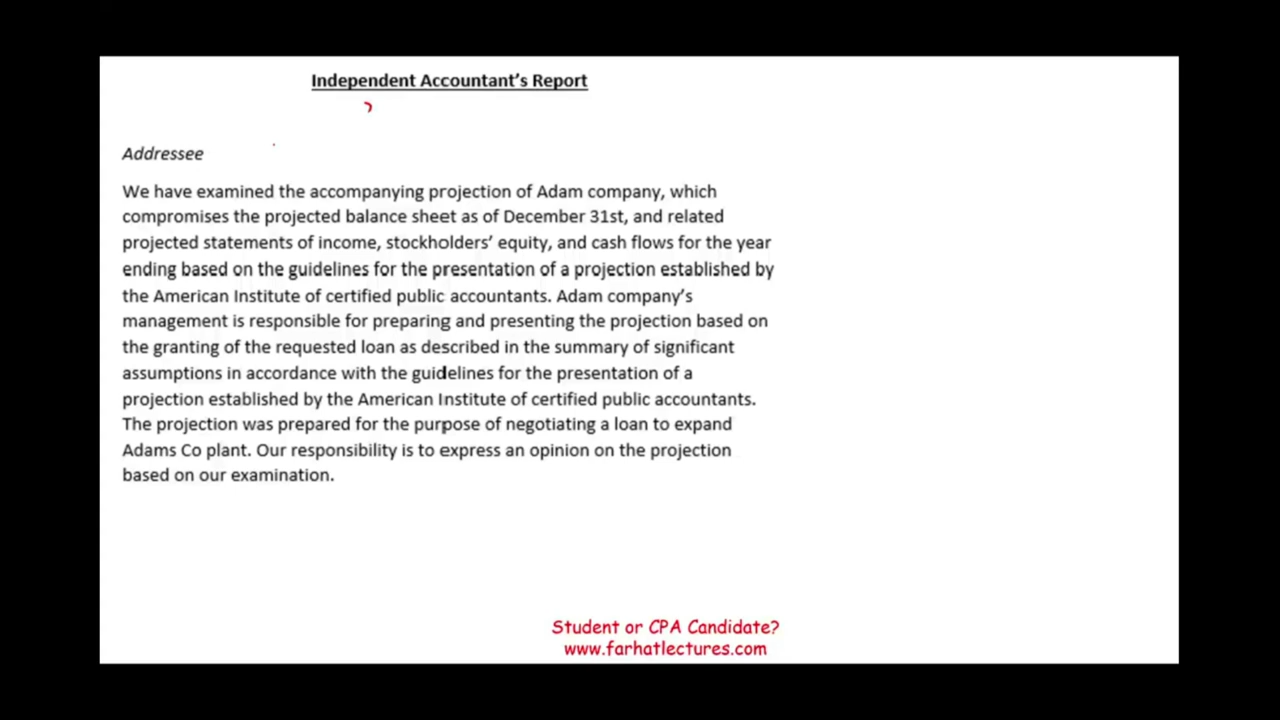 Independent Accountant's Report
Addressee
We have examined the accompanying projection of Adam company, which
compromises the projected balance sheet as of December 31st, and related
projected statements of income, stockholders' equity, and cash flows for the year
ending based on the guidelines for the presentation of a projection established by
the American Institute of certified public accountants. Adam company's
management is responsible for preparing and presenting the projection based on
the granting of the requested loan as described in the summary of significant
assumptions in accordance with the guidelines for the presentation of a
projection established by the American Institute of certified public accountants.
The projection was prepared for the purpose of negotiating a loan to expand
Adams Co plant. Our responsibility is to express an opinion on the projection
based on our examination.
Student or CPA Candidate?
www.farhatlectures.com